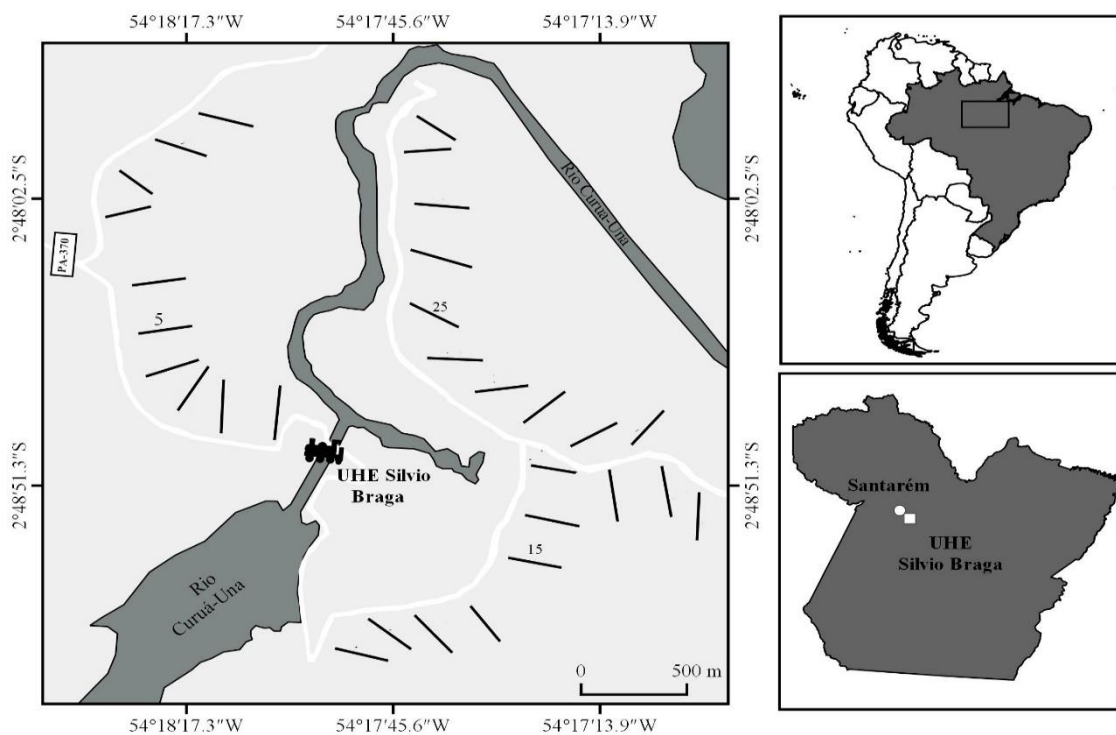 54°18'17.3"W
54°17'45.6"W
54°17'13.9"W
2°48'02.5"S
2°48'02.5"S
PA-370
Rio Curuá-Una
5
25
UHE Silvio
Braga
2°48'51.3"S
2°48'51.3"S
15
Rio
Curuá-Una
0
500 m
54°18'17.3"W
54°17'45.6"W
54°17'13.9"W
Santarém
UHE
Silvio Braga